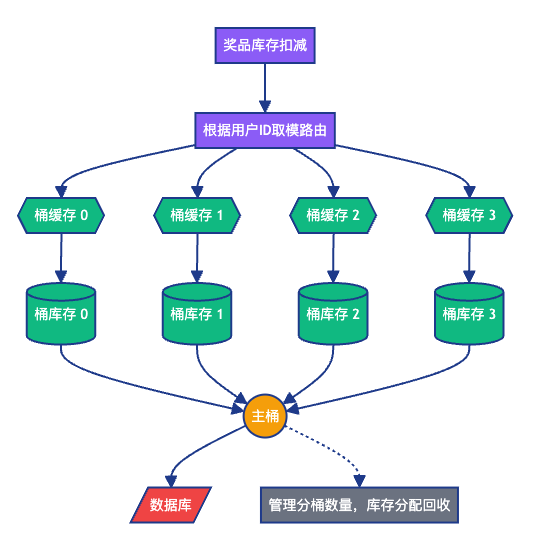 奖品库存扣减
根据用户ID取模路由
桶缓存 0
桶缓存 1
桶缓存 2
桶缓存 3
桶库存 0
桶库存 1
桶库存 2
桶库存 3
主桶
数据库
管理分桶数量，库存分配回收